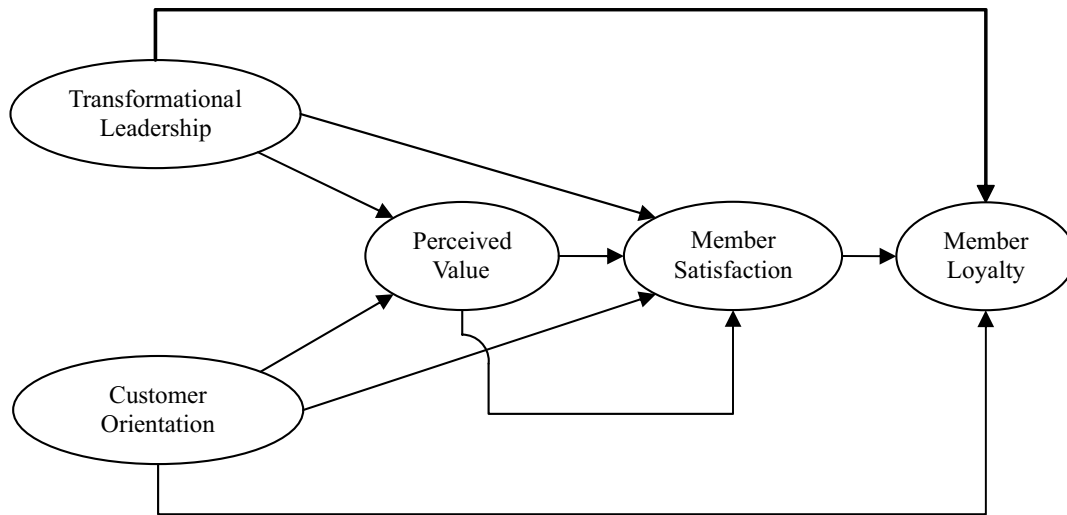 Transformational
Leadership
Perceived
Value
Member
Satisfaction
Member
Loyalty
Customer
Orientation